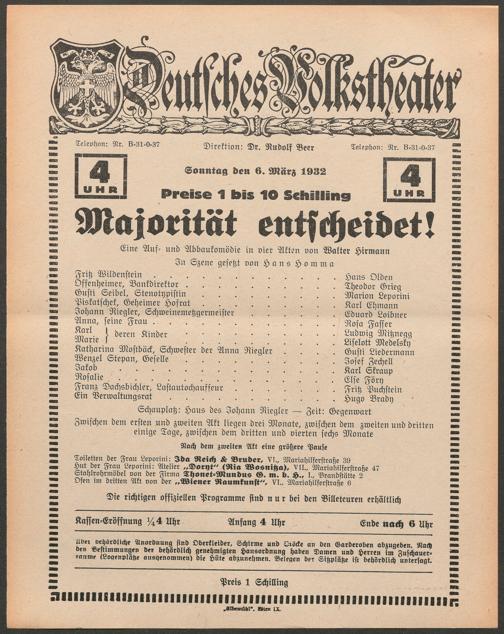 Deutsches Volkstheater
Telephon: Nr. B-31-0-37 Direktion: Dr. Rudolf Beer Telephon: Nr. B-31-0-37
4 UHR Sonntag den 6. März 1932 4 UHR
Preise 1 bis 10 Schilling
Majorität entscheidet!
Eine Auf- und Abbaukomödie in vier Akten von Walter Hirmann
In Szene gesetzt von Hans Homma
Fritz Wildenstein . . . . . Hans Olden
Offenheimer, Bankdirektor . . . . . Theodor Grieg
Gusti Seibel, Stenotypistin . . . . . Marion Leporini
Piskatschek, Geheimer Hofrat . . . . . Karl Ehmann
Johann Riegler, Schweinemetzgermeister . . . . . Eduard Loibner
Anna, seine Frau . . . . . Rosa Fasser
Karl } deren Kinder . . . . . Ludwig Mitznegg
Marie } . . . . . Liselott Medelsky
Katharina Mostbäck, Schwester der Anna Riegler . . . . . Gusti Liedermann
Wenzel Stepan, Geselle . . . . . Josef Zechell
Jakob . . . . . Karl Skraup
Rosalie . . . . . Else Föry
Franz Dachsbichler, Lastautochauffeur . . . . . Fritz Puchstein
Ein Verwaltungsrat . . . . . Hugo Brady
Schauplatz: Haus des Johann Riegler — Zeit: Gegenwart
Zwischen dem ersten und zweiten Akt liegen drei Monate, zwischen dem zweiten und dritten
einige Tage, zwischen dem dritten und vierten sechs Monate
Nach dem zweiten Akt eine größere Pause
Toiletten der Frau Leporini: Ida Reich & Bruder, VI., Mariahilferstraße 39
Hut der Frau Leporini: Atelier „Doryt“ (Ria Wosnitza), VII., Mariahilferstraße 47
Stahlrohrmöbel von der Firma Thonet-Mundus G. m. b. H., I., Brandstätte 2
Ofen im dritten Akt von der „Wiener Raumkunst“, VI., Mariahilferstraße 6
Die richtigen offiziellen Programme sind nur bei den Billeteuren erhältlich
Kassen-Eröffnung ¼4 Uhr Anfang 4 Uhr Ende nach 6 Uhr
Über behördliche Anordnung sind Oberkleider, Schirme und Stöcke an den Garderoben abzugeben. Nach
den Bestimmungen der behördlich genehmigten Hausordnung haben Damen und Herren im Zuschauer-
raume (Logenplätze ausgenommen) die Hüte abzunehmen. Belegen der Sitzplätze ist behördlich untersagt.
Preis 1 Schilling
„Elbemühl“, Wien IX.